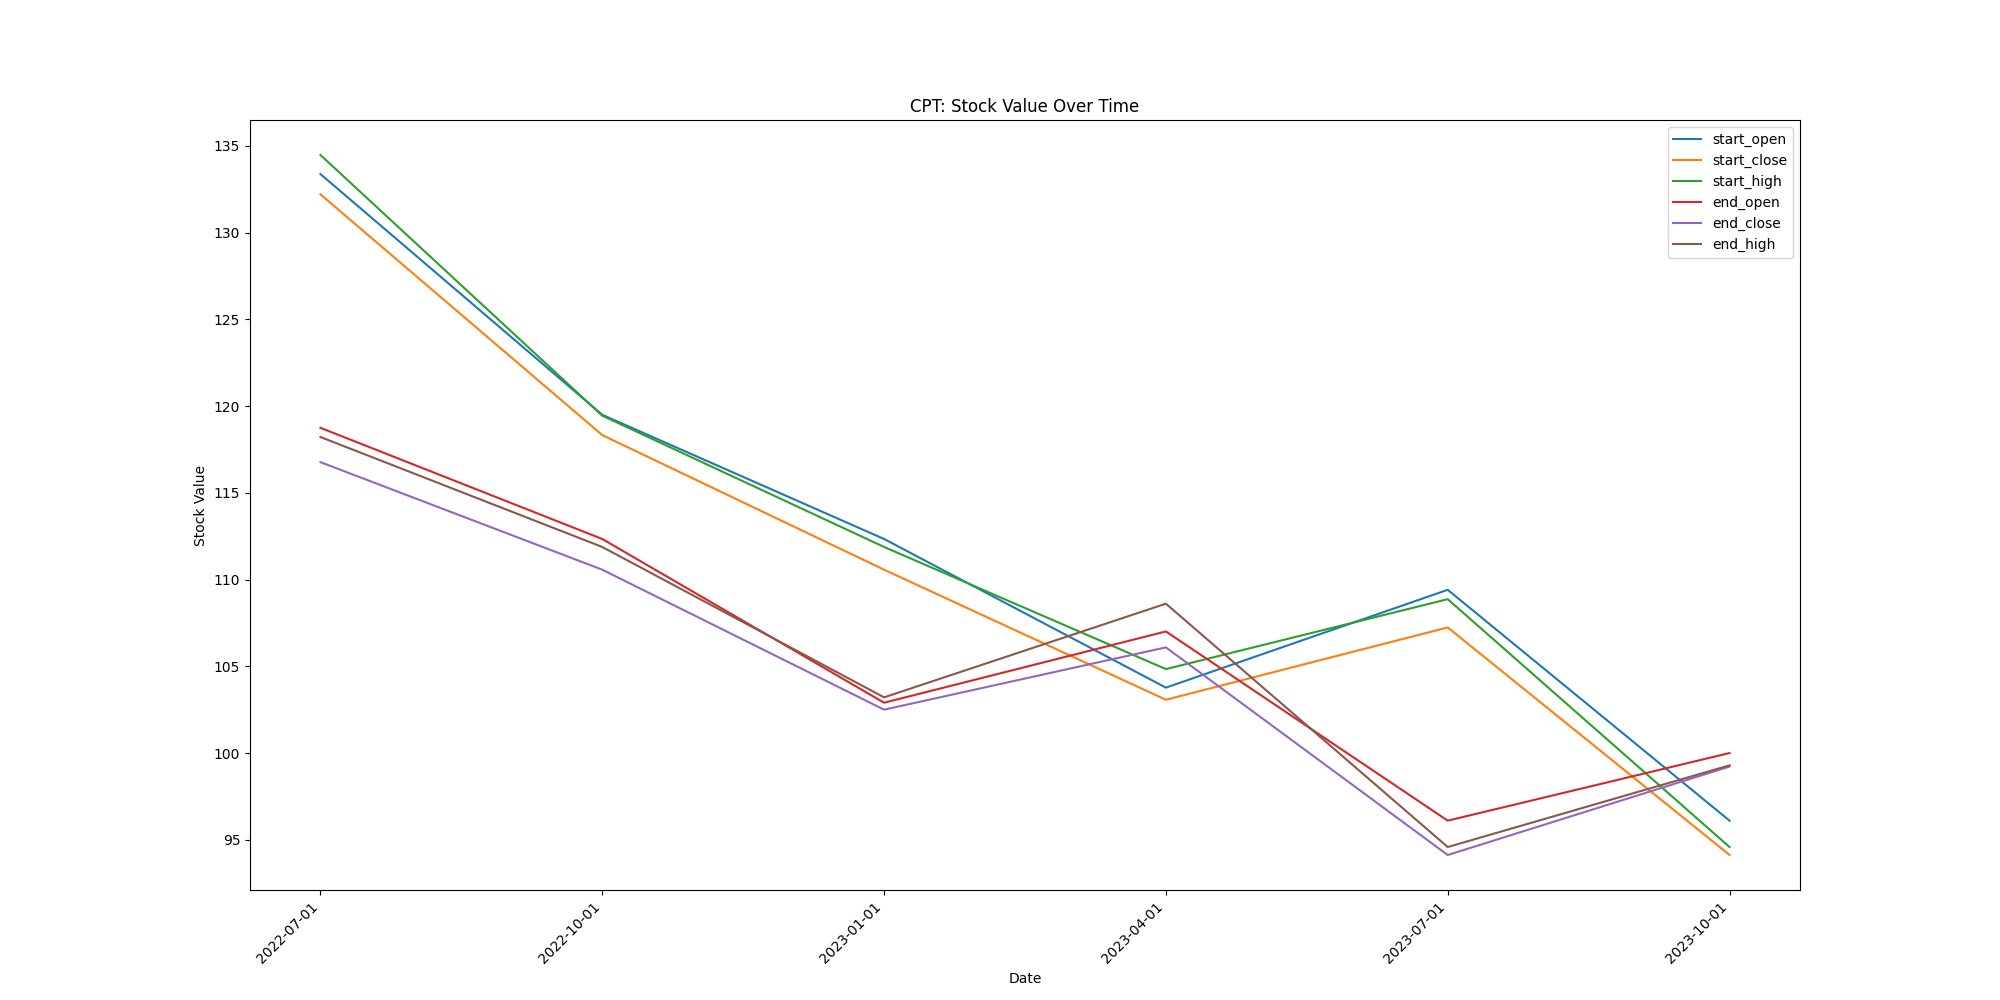 CPT: Stock Value Over Time
start_open
start_close
start_high
end_open
end_close
end_high
135
130
125
120
115
110
105
100
95
Stock Value
2022-07-01
2022-10-01
2023-01-01
2023-04-01
2023-07-01
2023-10-01
Date